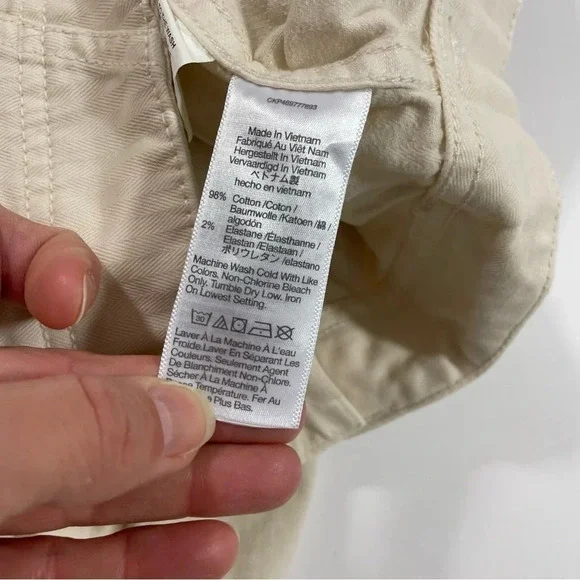 WASH
CKP469777893
Made In Vietnam
Fabriqué Au Viêt Nam
Hergestellt In Vietnam
Vervaardigd In Vietnam
ベトナム製
hecho en vietnam
98% Cotton /Coton /
Baumwolle /Katoen /綿 /
algodón
2% Elastane /Élasthanne /
Elastan /Elastaan /
ポリウレタン /elastano
Machine Wash Cold With Like
Colors. Non-Chlorine Bleach
Only. Tumble Dry Low. Iron
On Lowest Setting.
30
Laver À La Machine À L'eau
Froide.Laver En Séparant Les
Couleurs. Seulement Agent
De Blanchiment Non-Chlore.
Sécher À La Machine À
Température. Fer Au
Plus Bas.